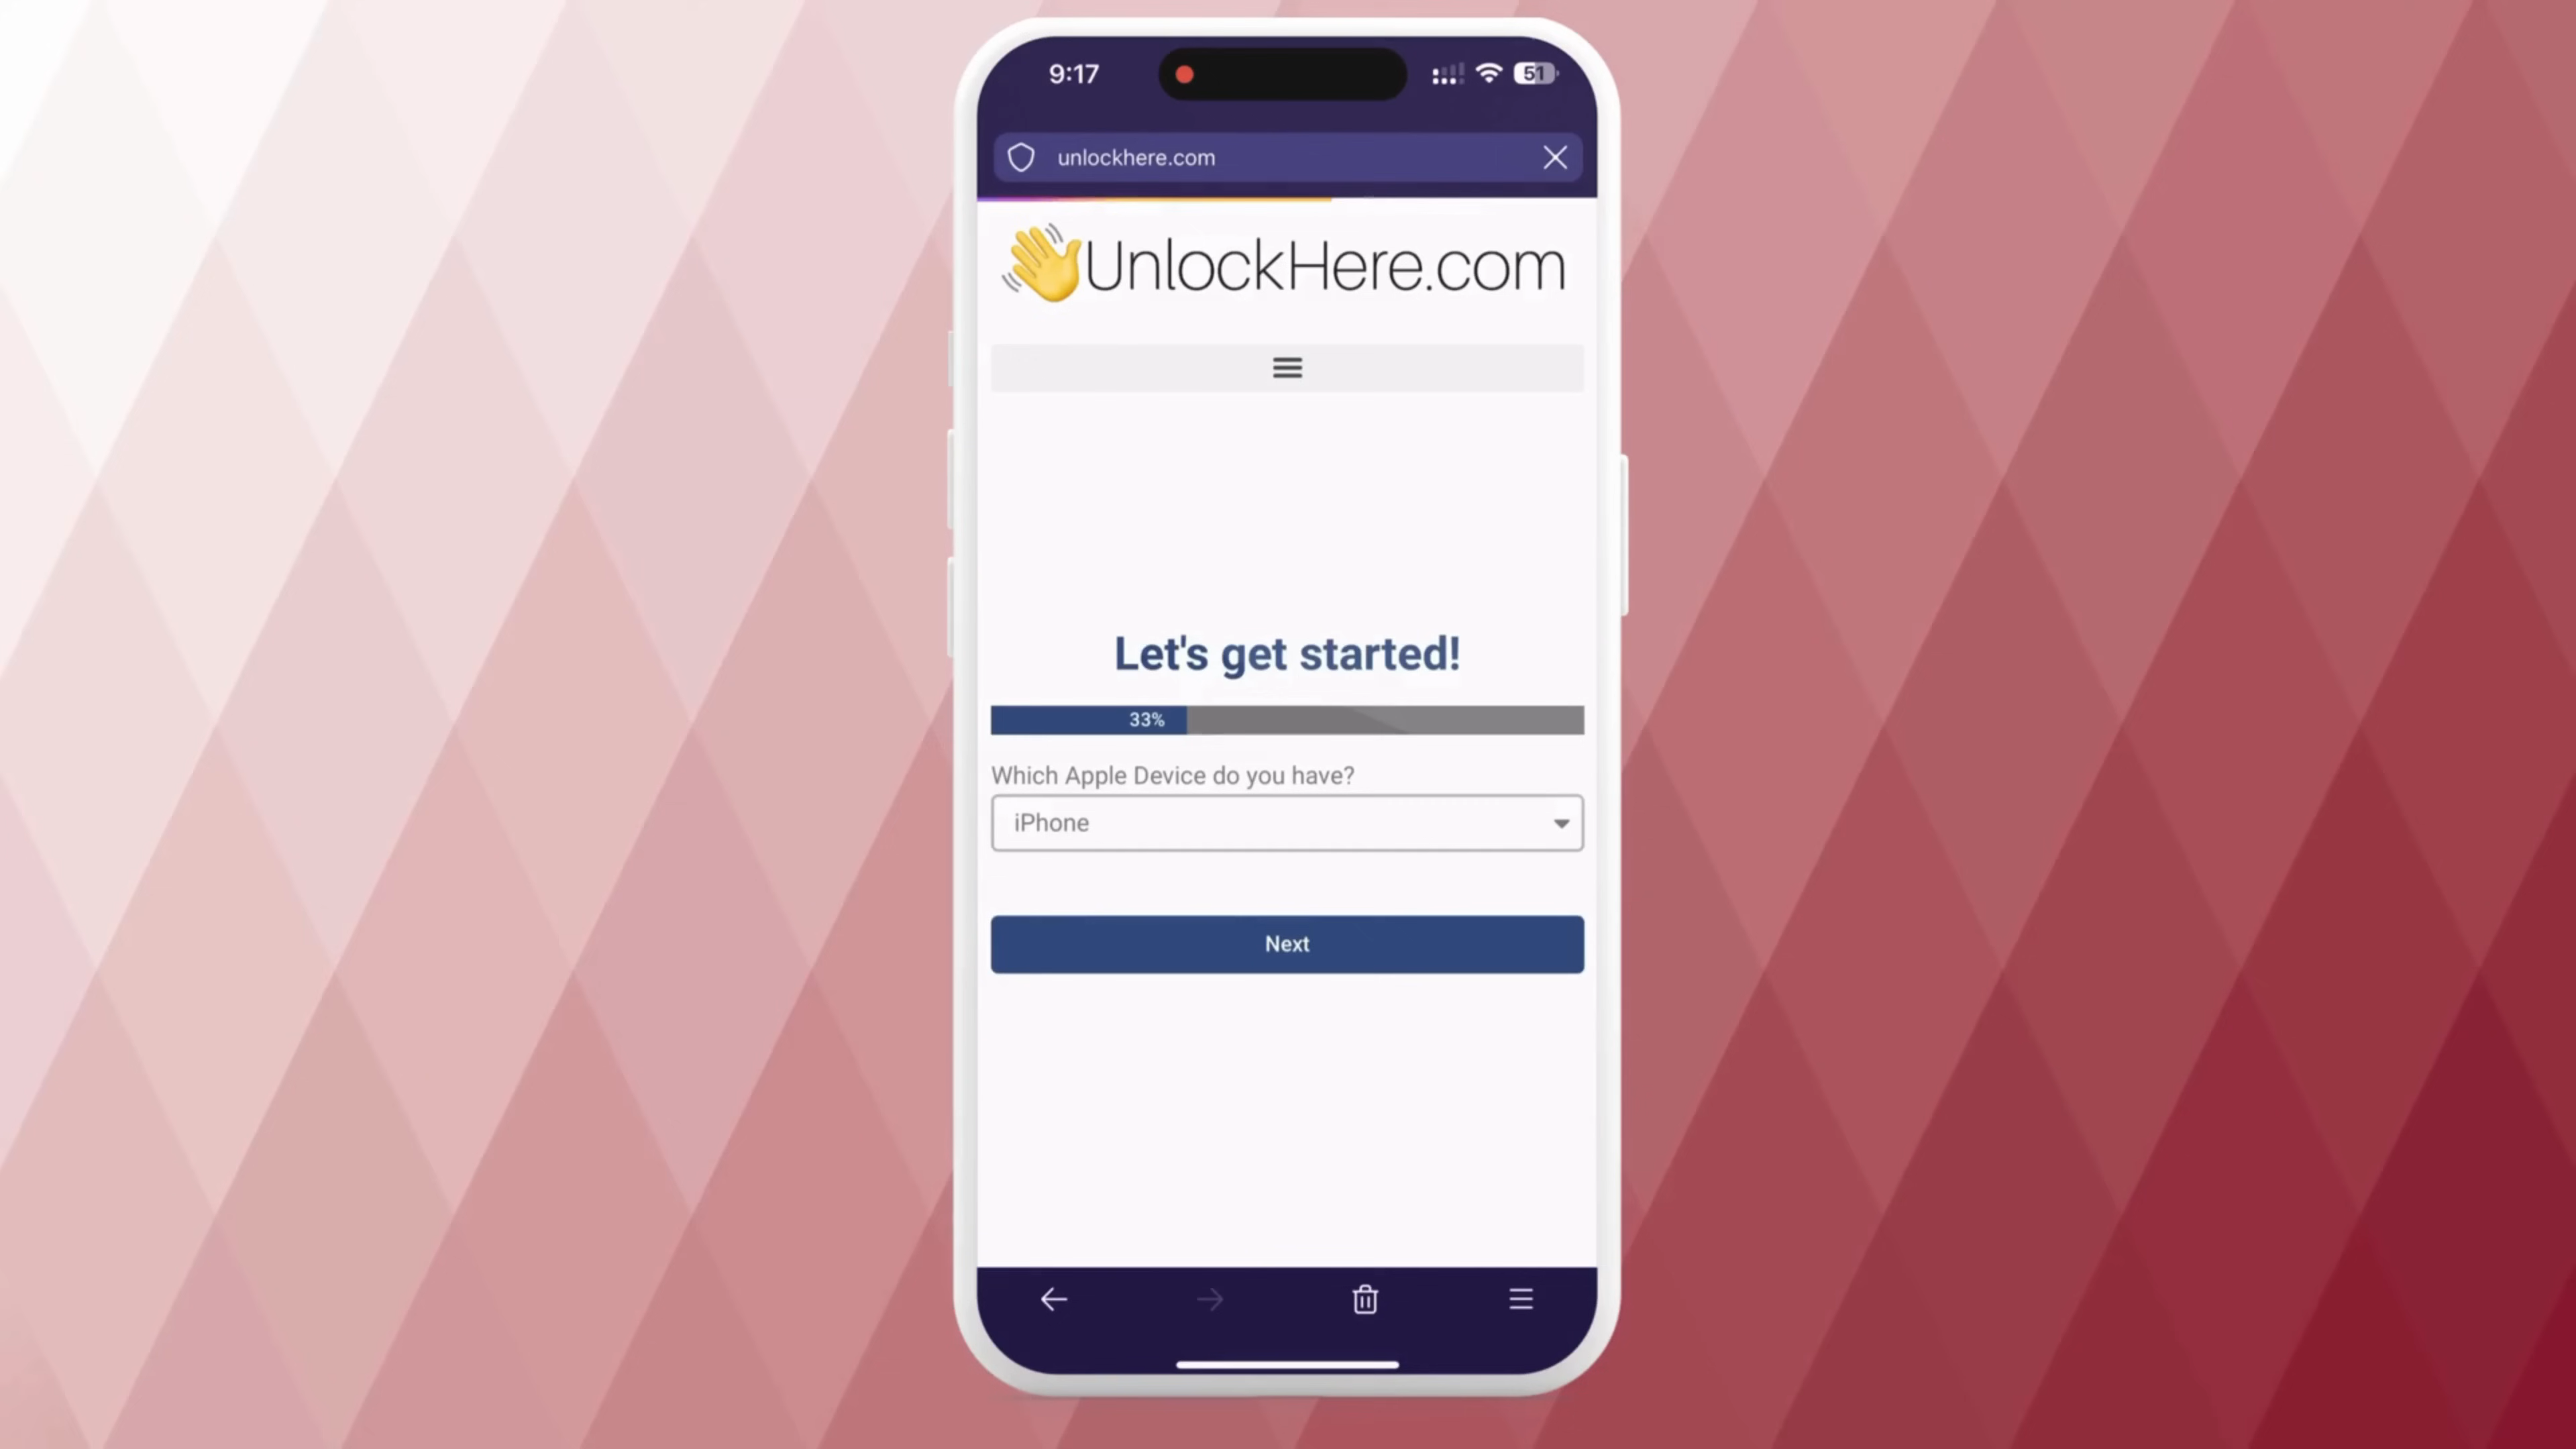 9:17
51
unlockhere.com
UnlockHere.com
Let's get started!
33%
Which Apple Device do you have?
iPhone
Next